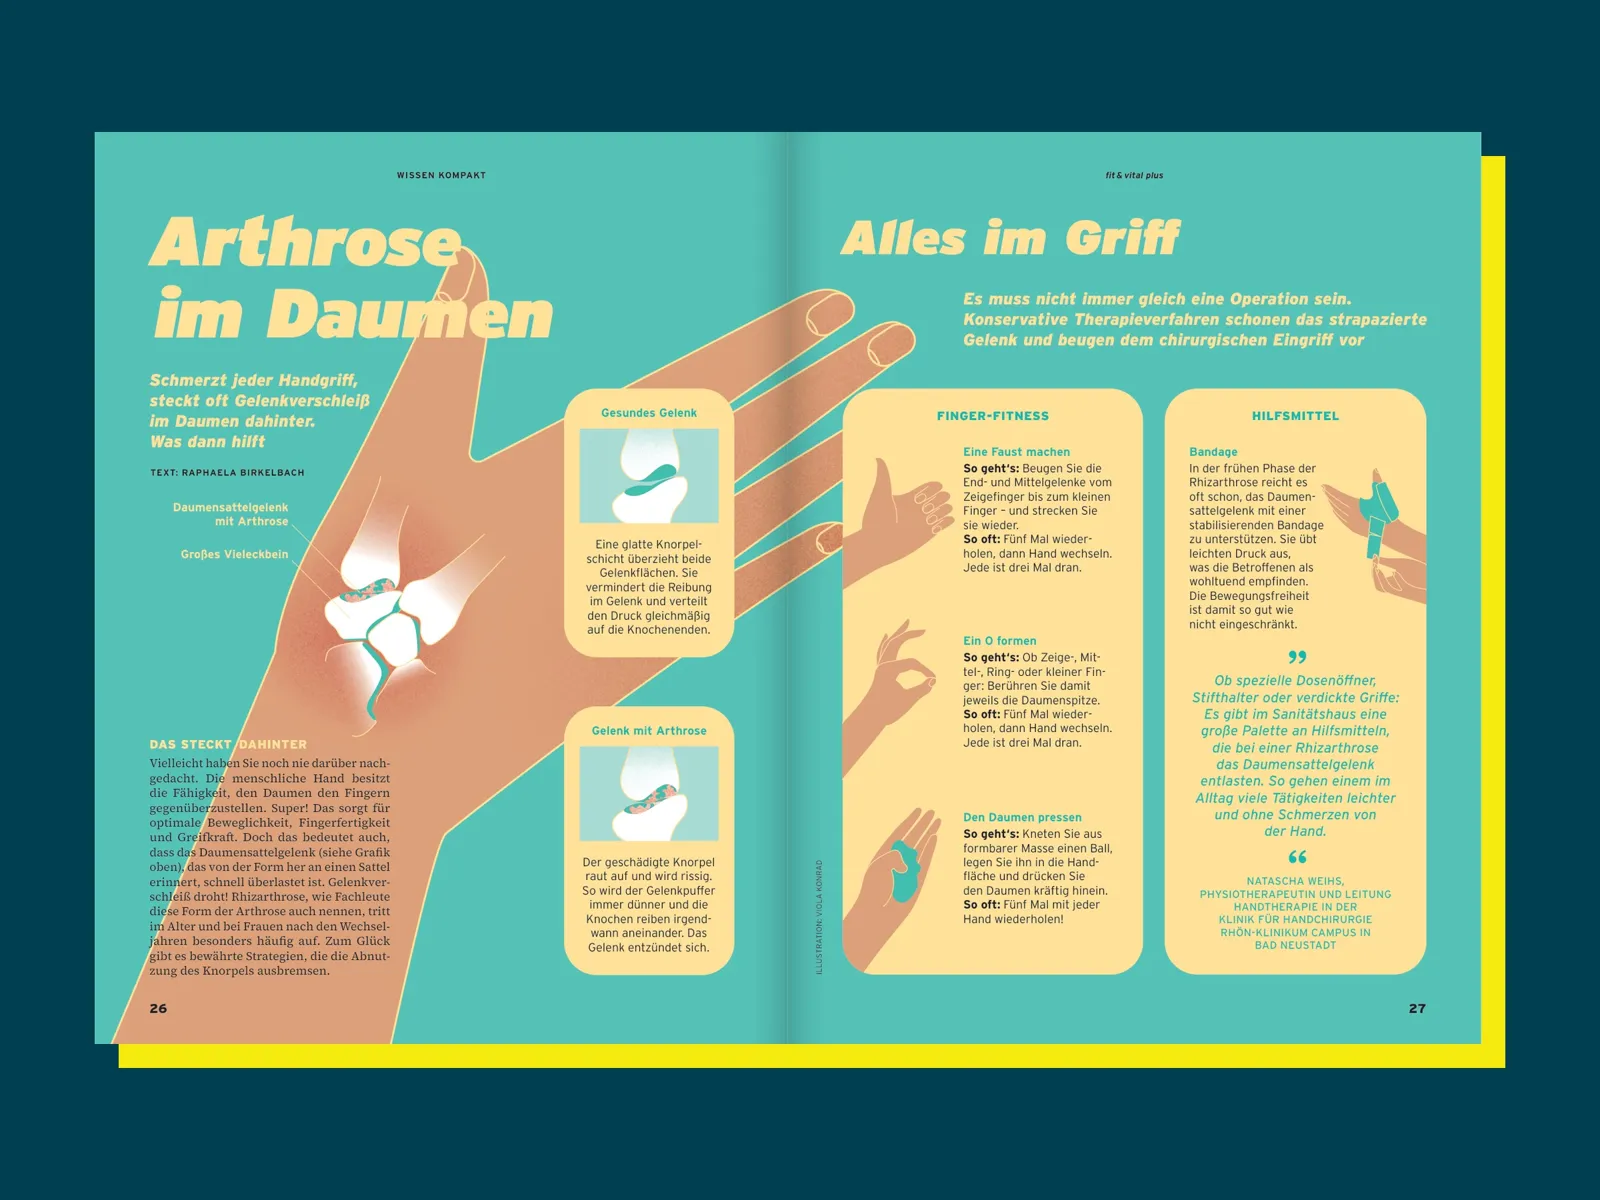 WISSEN KOMPAKT
Arthrose
im Daumen
Schmerzt jeder Handgriff,
steckt oft Gelenkverschleiß
im Daumen dahinter.
Was dann hilft
TEXT: RAPHAELA BIRKELBACH
Daumensattelgelenk
mit Arthrose
Großes Vieleckbein
DAS STECKT DAHINTER
Vielleicht haben Sie noch nie darüber nach-
gedacht. Die menschliche Hand besitzt
die Fähigkeit, den Daumen den Fingern
gegenüberzustellen. Super! Das sorgt für
optimale Beweglichkeit, Fingerfertigkeit
und Greifkraft. Doch das bedeutet auch,
dass das Daumensattelgelenk (siehe Grafik
oben), das von der Form her an einen Sattel
erinnert, schnell überlastet ist. Gelenkver-
schleiß droht! Rhizarthrose, wie Fachleute
diese Form der Arthrose auch nennen, tritt
im Alter und bei Frauen nach den Wechsel-
jahren besonders häufig auf. Zum Glück
gibt es bewährte Strategien, die die Abnut-
zung des Knorpels ausbremsen.
26
Gesundes Gelenk
Eine glatte Knorpel-
schicht überzieht beide
Gelenkflächen. Sie
vermindert die Reibung
im Gelenk und verteilt
den Druck gleichmäßig
auf die Knochenenden.
Gelenk mit Arthrose
Der geschädigte Knorpel
raut auf und wird rissig.
So wird der Gelenkpuffer
immer dünner und die
Knochen reiben irgend-
wann aneinander. Das
Gelenk entzündet sich.
fit & vital plus
Alles im Griff
Es muss nicht immer gleich eine Operation sein.
Konservative Therapieverfahren schonen das strapazierte
Gelenk und beugen dem chirurgischen Eingriff vor
ILLUSTRATION: VIOLA KONRAD
FINGER-FITNESS
Eine Faust machen
So geht's: Beugen Sie die
End- und Mittelgelenke vom
Zeigefinger bis zum kleinen
Finger – und strecken Sie
sie wieder.
So oft: Fünf Mal wieder-
holen, dann Hand wechseln.
Jede ist drei Mal dran.
Ein O formen
So geht's: Ob Zeige-, Mit-
tel-, Ring- oder kleiner Fin-
ger: Berühren Sie damit
jeweils die Daumenspitze.
So oft: Fünf Mal wieder-
holen, dann Hand wechseln.
Jede ist drei Mal dran.
Den Daumen pressen
So geht's: Kneten Sie aus
formbarer Masse einen Ball,
legen Sie ihn in die Hand-
fläche und drücken Sie
den Daumen kräftig hinein.
So oft: Fünf Mal mit jeder
Hand wiederholen!
HILFSMITTEL
Bandage
In der frühen Phase der
Rhizarthrose reicht es
oft schon, das Daumen-
sattelgelenk mit einer
stabilisierenden Bandage
zu unterstützen. Sie übt
leichten Druck aus,
was die Betroffenen als
wohltuend empfinden.
Die Bewegungsfreiheit
ist damit so gut wie
nicht eingeschränkt.
”
Ob spezielle Dosenöffner,
Stifthalter oder verdickte Griffe:
Es gibt im Sanitätshaus eine
große Palette an Hilfsmitteln,
die bei einer Rhizarthrose
das Daumensattelgelenk
entlasten. So gehen einem im
Alltag viele Tätigkeiten leichter
und ohne Schmerzen von
der Hand.
“
NATASCHA WEIHS,
PHYSIOTHERAPEUTIN UND LEITUNG
HANDTHERAPIE IN DER
KLINIK FÜR HANDCHIRURGIE
RHÖN-KLINIKUM CAMPUS IN
BAD NEUSTADT
27